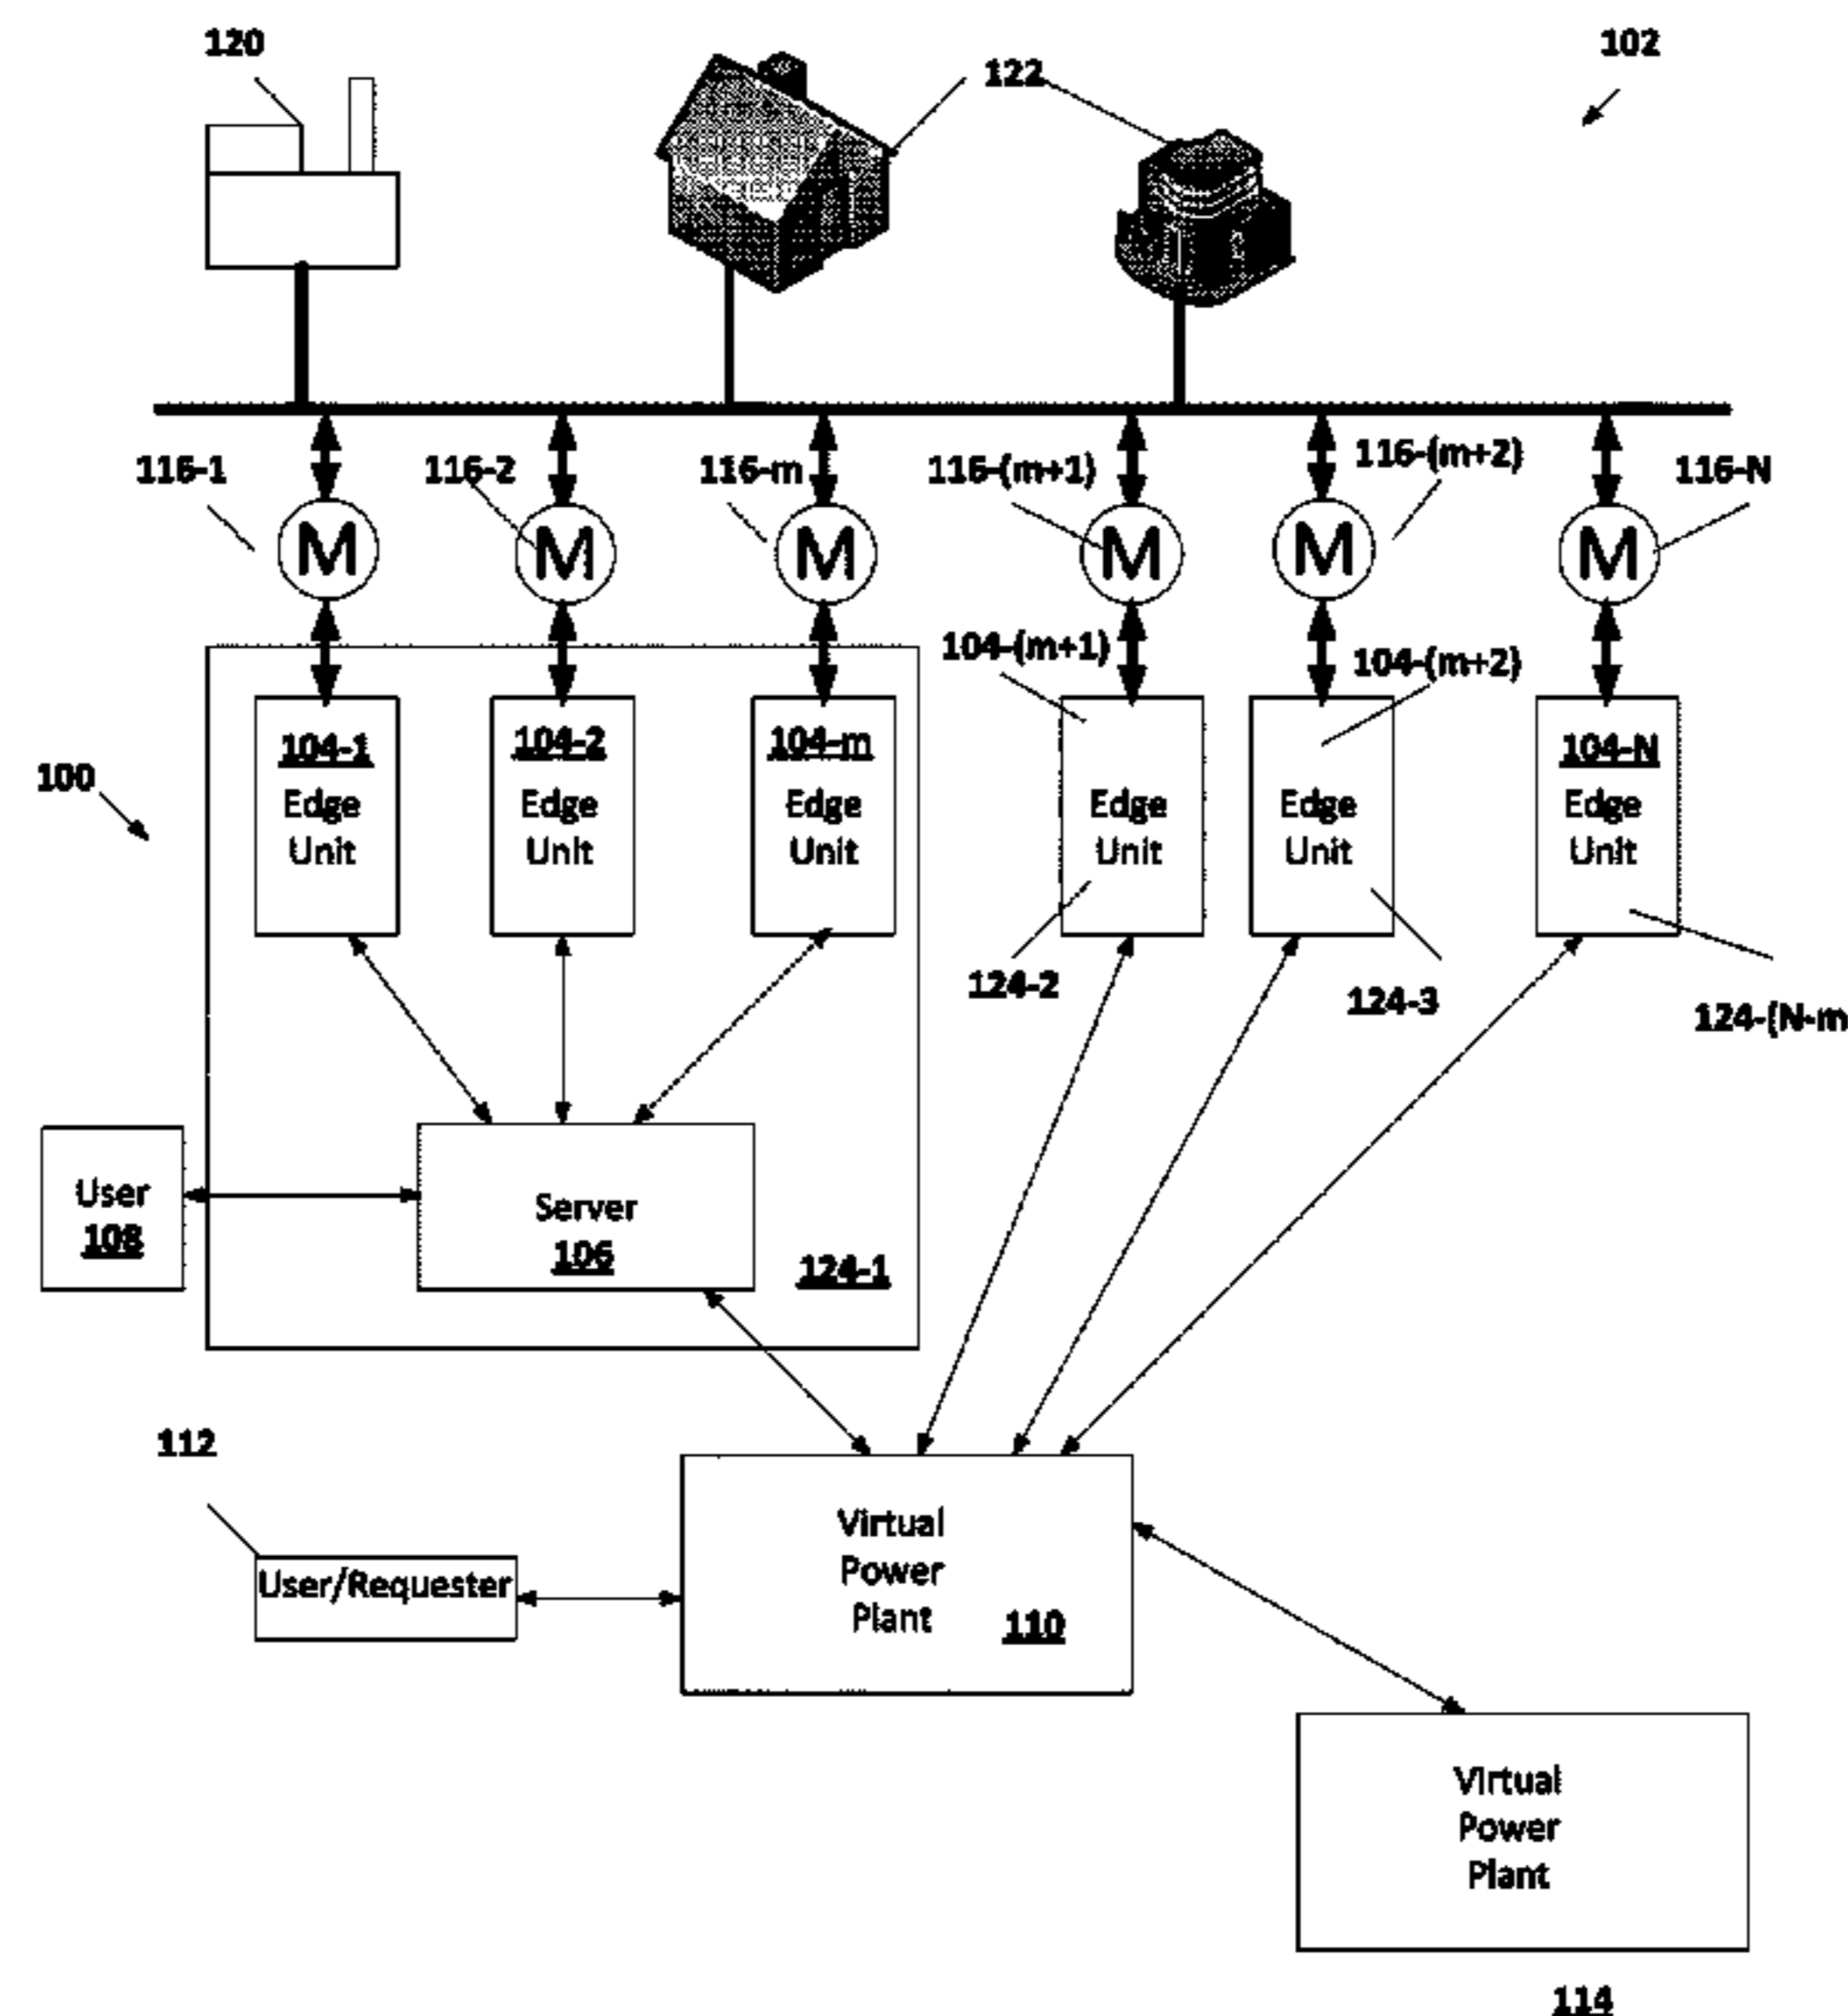 120
122
102
116-1
116-2
116-m
116-(m+1)
116-(m+2)
116-N
M
M
M
M
M
M
104-(m+1)
104-(m+2)
100
104-1
Edge
Unit
104-2
Edge
Unit
104-m
Edge
Unit
Edge
Unit
Edge
Unit
104-N
Edge
Unit
124-2
124-3
124-(N-m
User
108
Server
106
124-1
112
User/Requester
Virtual
Power
Plant
110
Virtual
Power
Plant
114